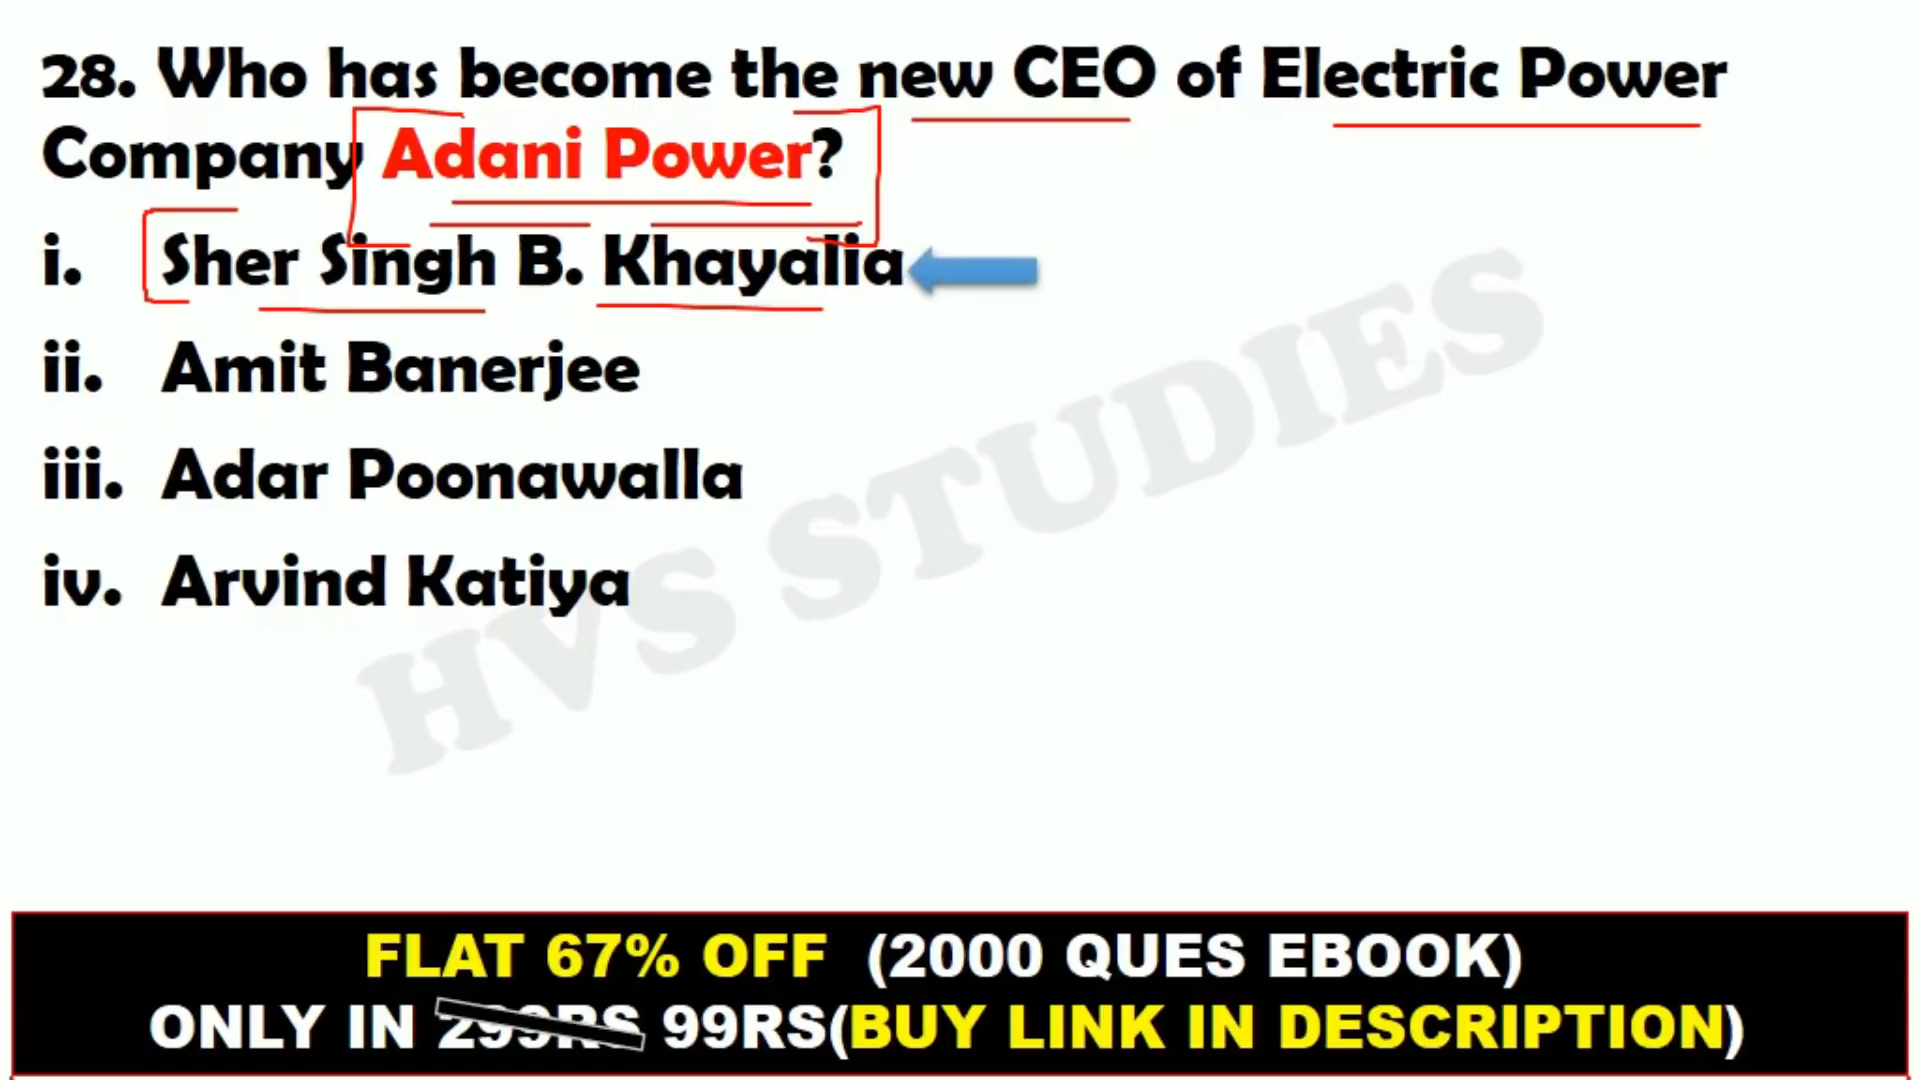 28. Who has become the new CEO of Electric Power
Company Adani Power?
i. Sher Singh B. Khayalia
ii. Amit Banerjee
iii. Adar Poonawalla
iv. Arvind Katiya
HVS STUDIES
FLAT 67% OFF (2000 QUES EBOOK)
ONLY IN 299RS 99RS(BUY LINK IN DESCRIPTION)